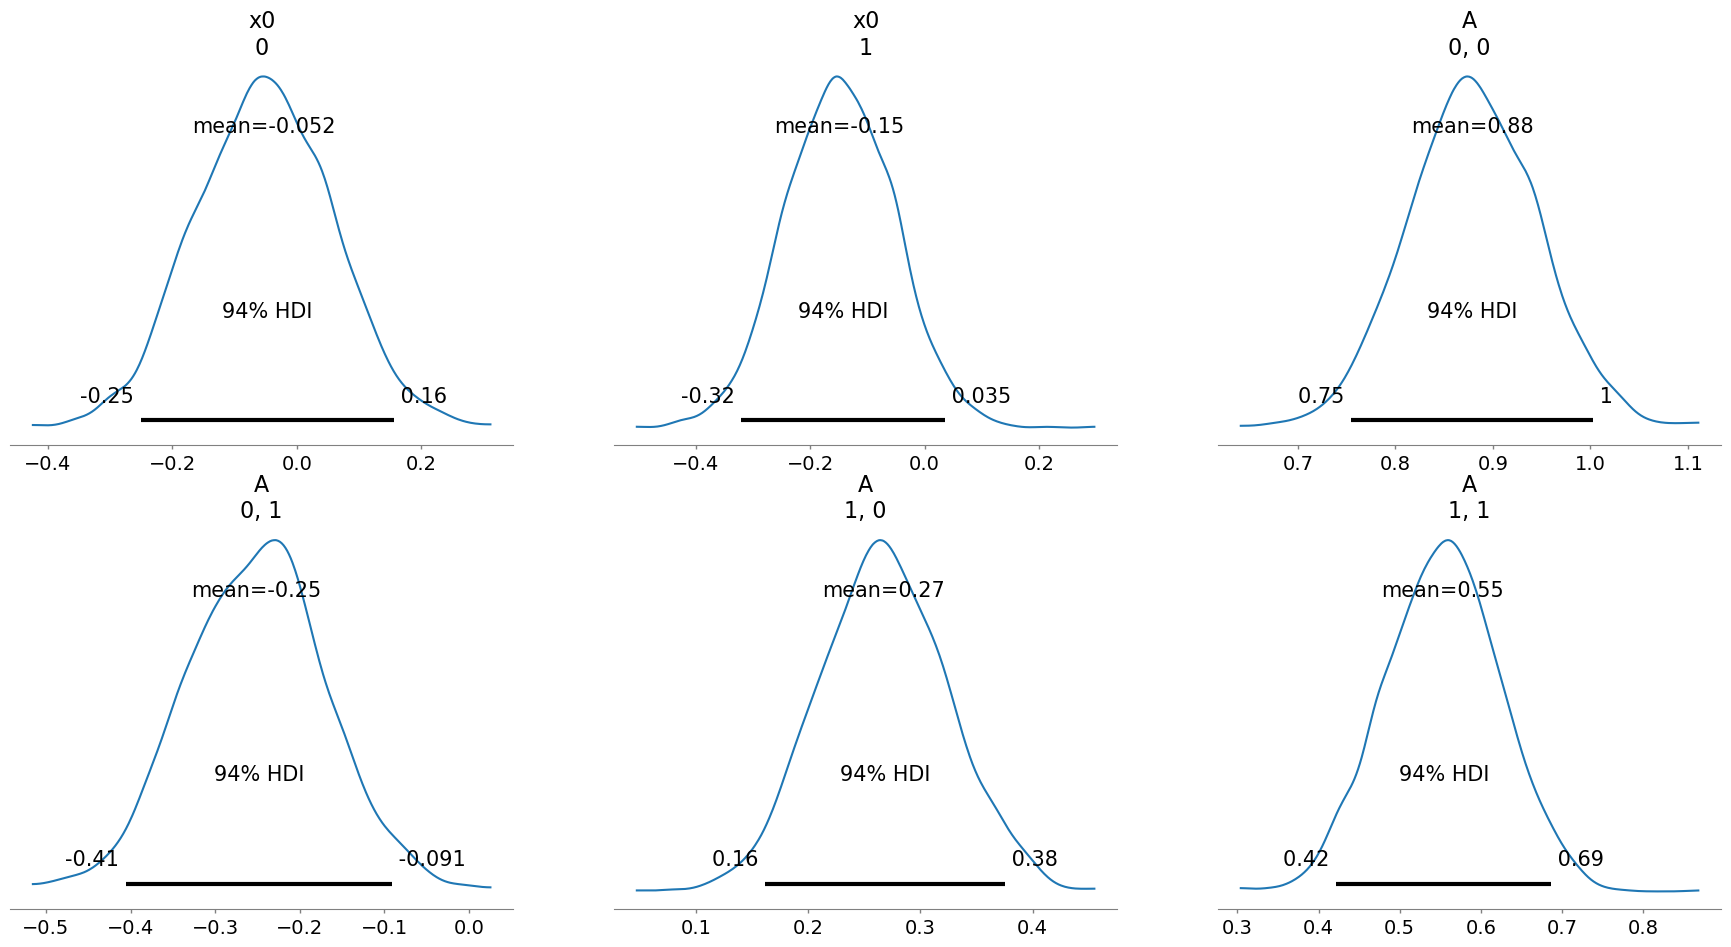 x0
0
mean=-0.052
94% HDI
-0.25
0.16
−0.4
−0.2
0.0
0.2
x0
1
mean=-0.15
94% HDI
-0.32
0.035
−0.4
−0.2
0.0
0.2
A
0, 0
mean=0.88
94% HDI
0.75
1
0.7
0.8
0.9
1.0
1.1
A
0, 1
mean=-0.25
94% HDI
-0.41
-0.091
−0.5
−0.4
−0.3
−0.2
−0.1
0.0
A
1, 0
mean=0.27
94% HDI
0.16
0.38
0.1
0.2
0.3
0.4
A
1, 1
mean=0.55
94% HDI
0.42
0.69
0.3
0.4
0.5
0.6
0.7
0.8